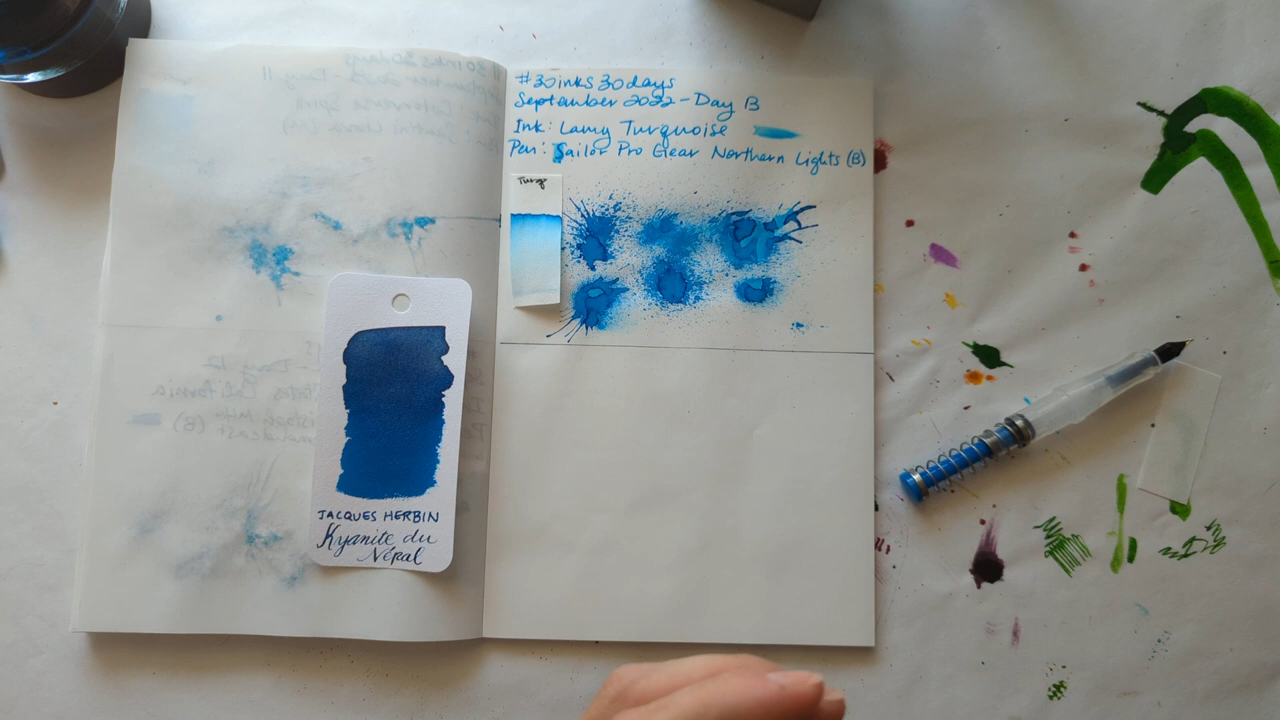 #30inks30days
September 2022 - Day 13
Ink: Lamy Turquoise
Pen: Sailor Pro Gear Northern Lights (B)
Turq
JACQUES HERBIN
Kyanite du
Népal